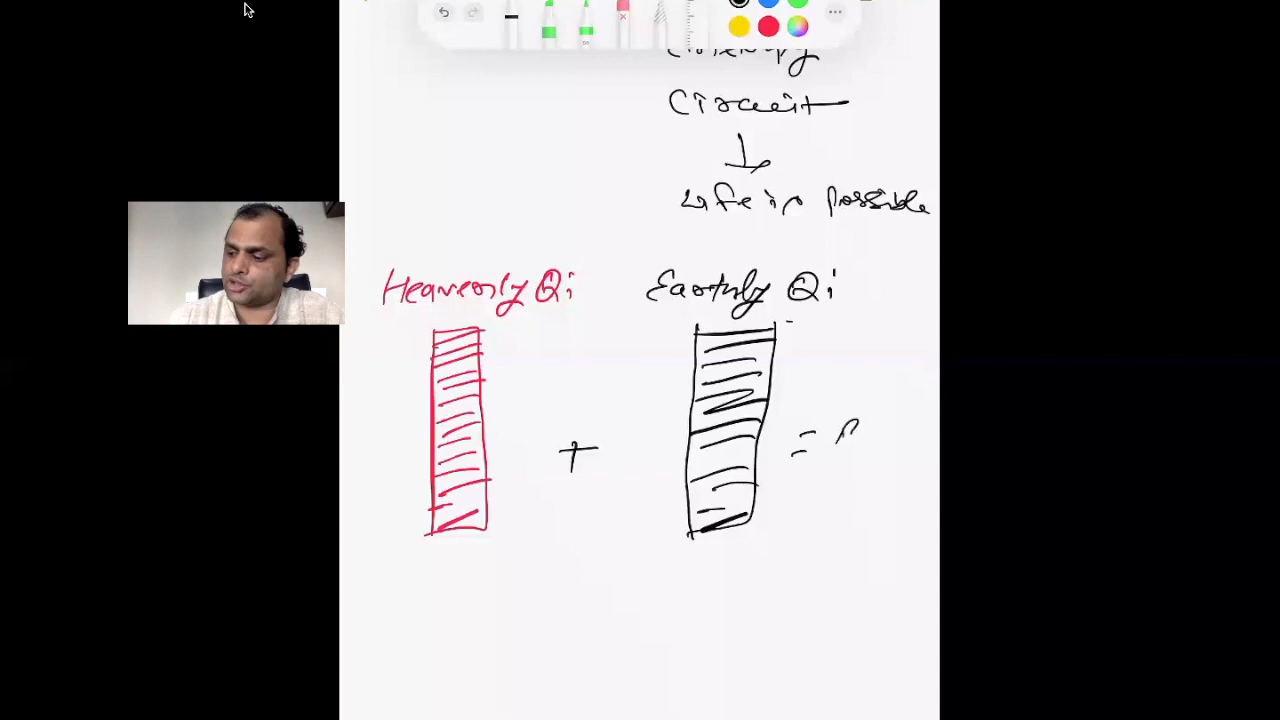 Circuit
↓
Life is possible
Heavenly Qi Earthly Qi
+ =